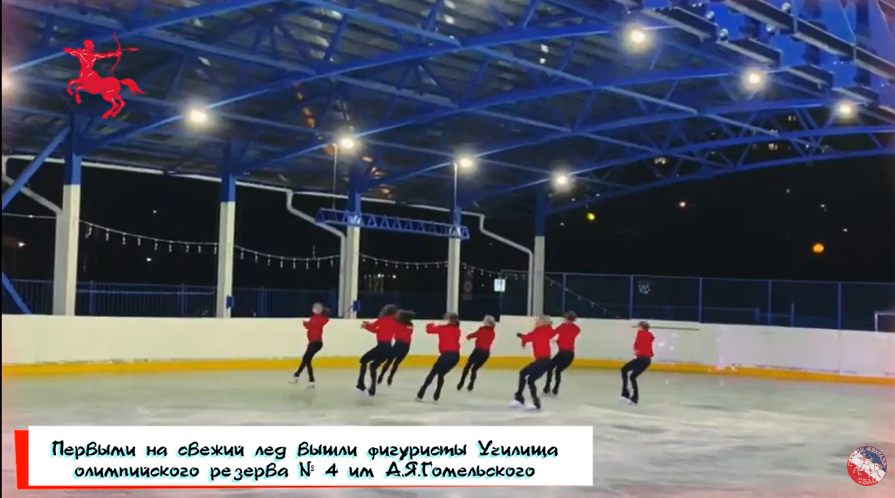 Первыми на свежий лед вышли фигуристы Училища
олимпийского резерва № 4 им А.Я.Гомельского